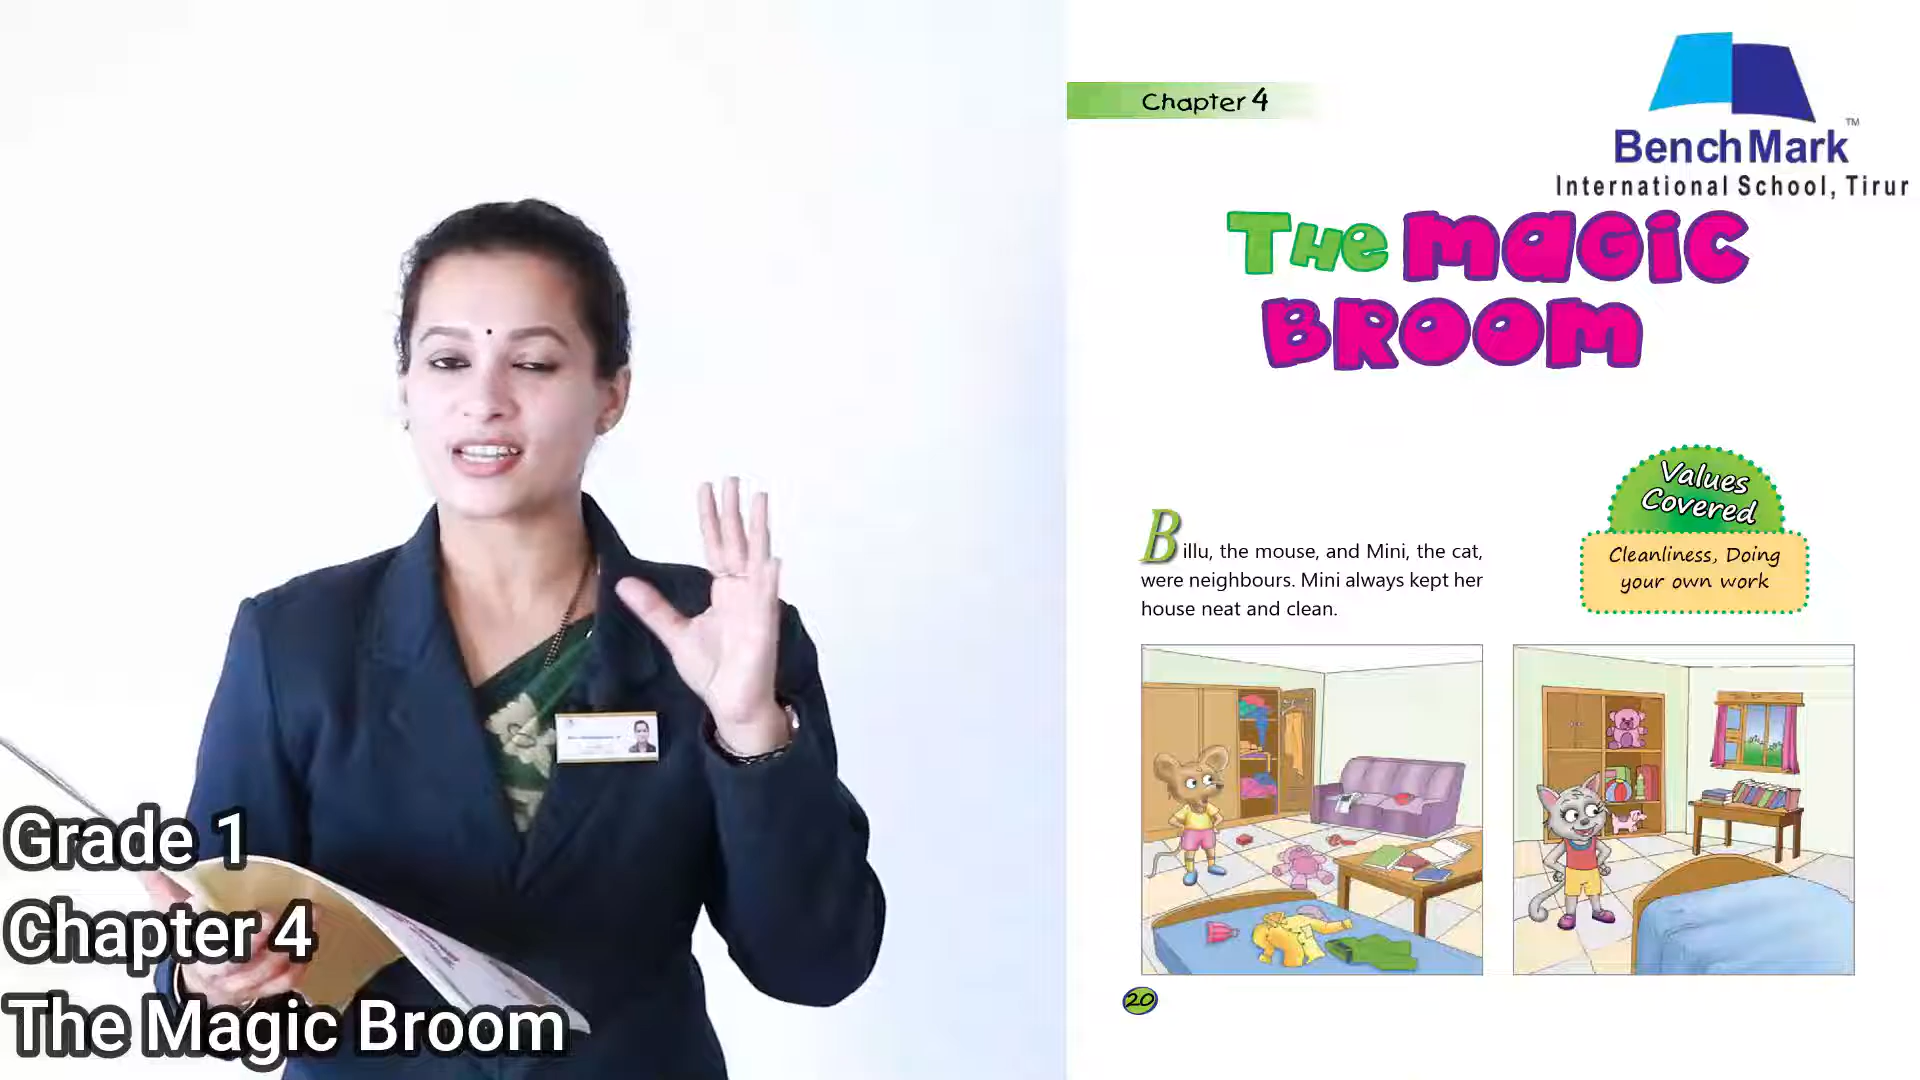 Chapter 4
BenchMark™
International School, Tirur
The Magic
Broom
Values
Covered
Cleanliness, Doing
your own work
Billu, the mouse, and Mini, the cat,
were neighbours. Mini always kept her
house neat and clean.
20
Grade 1
Chapter 4
The Magic Broom